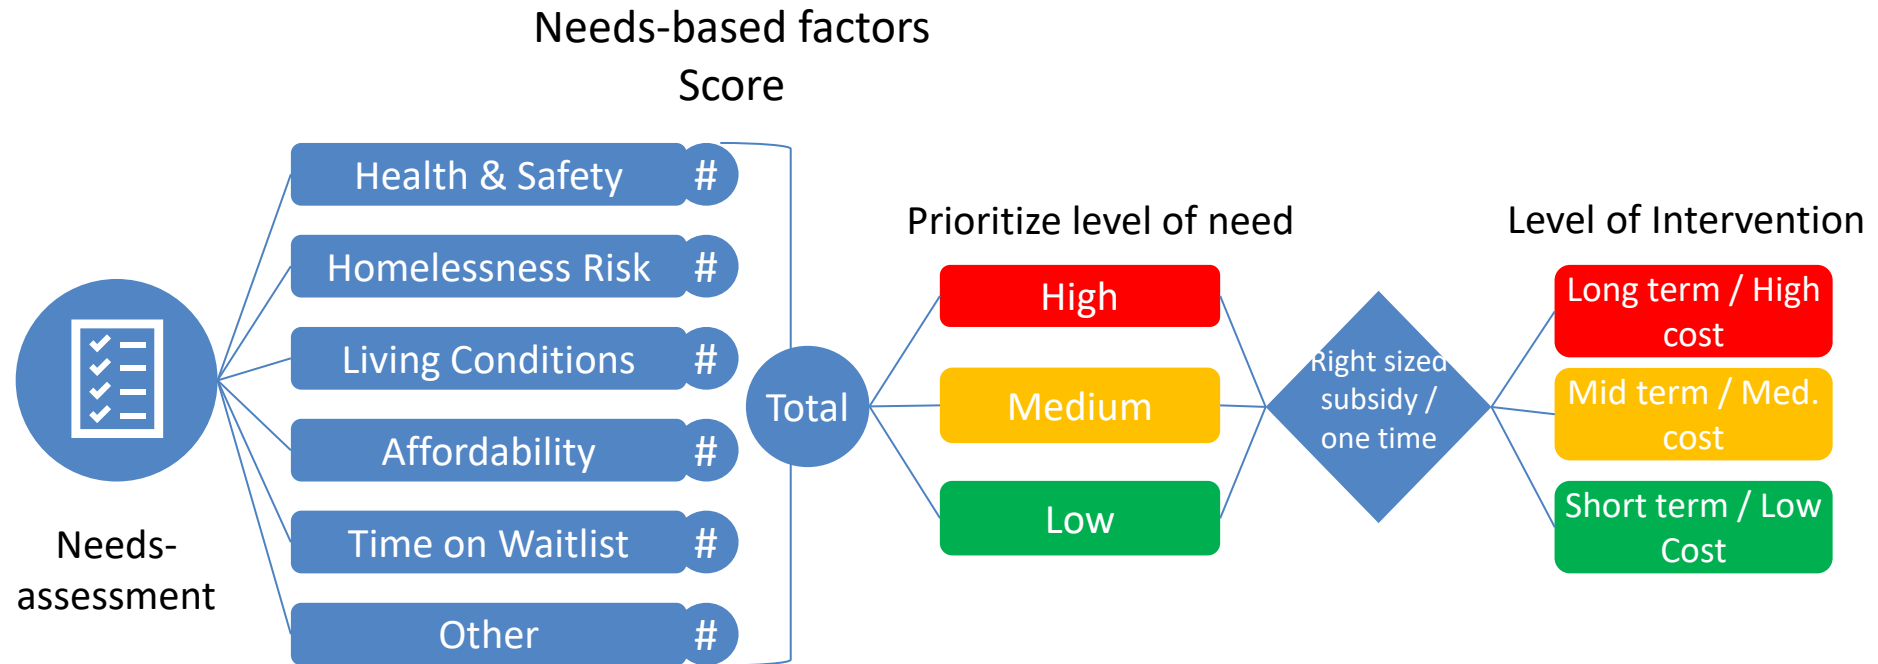 Needs-based factors
Score
Needs-
assessment
Health & Safety #
Homelessness Risk #
Living Conditions #
Affordability #
Time on Waitlist #
Other #
Total
Prioritize level of need
High
Medium
Low
Right sized
subsidy /
one time
Level of Intervention
Long term / High
cost
Mid term / Med.
cost
Short term / Low
Cost